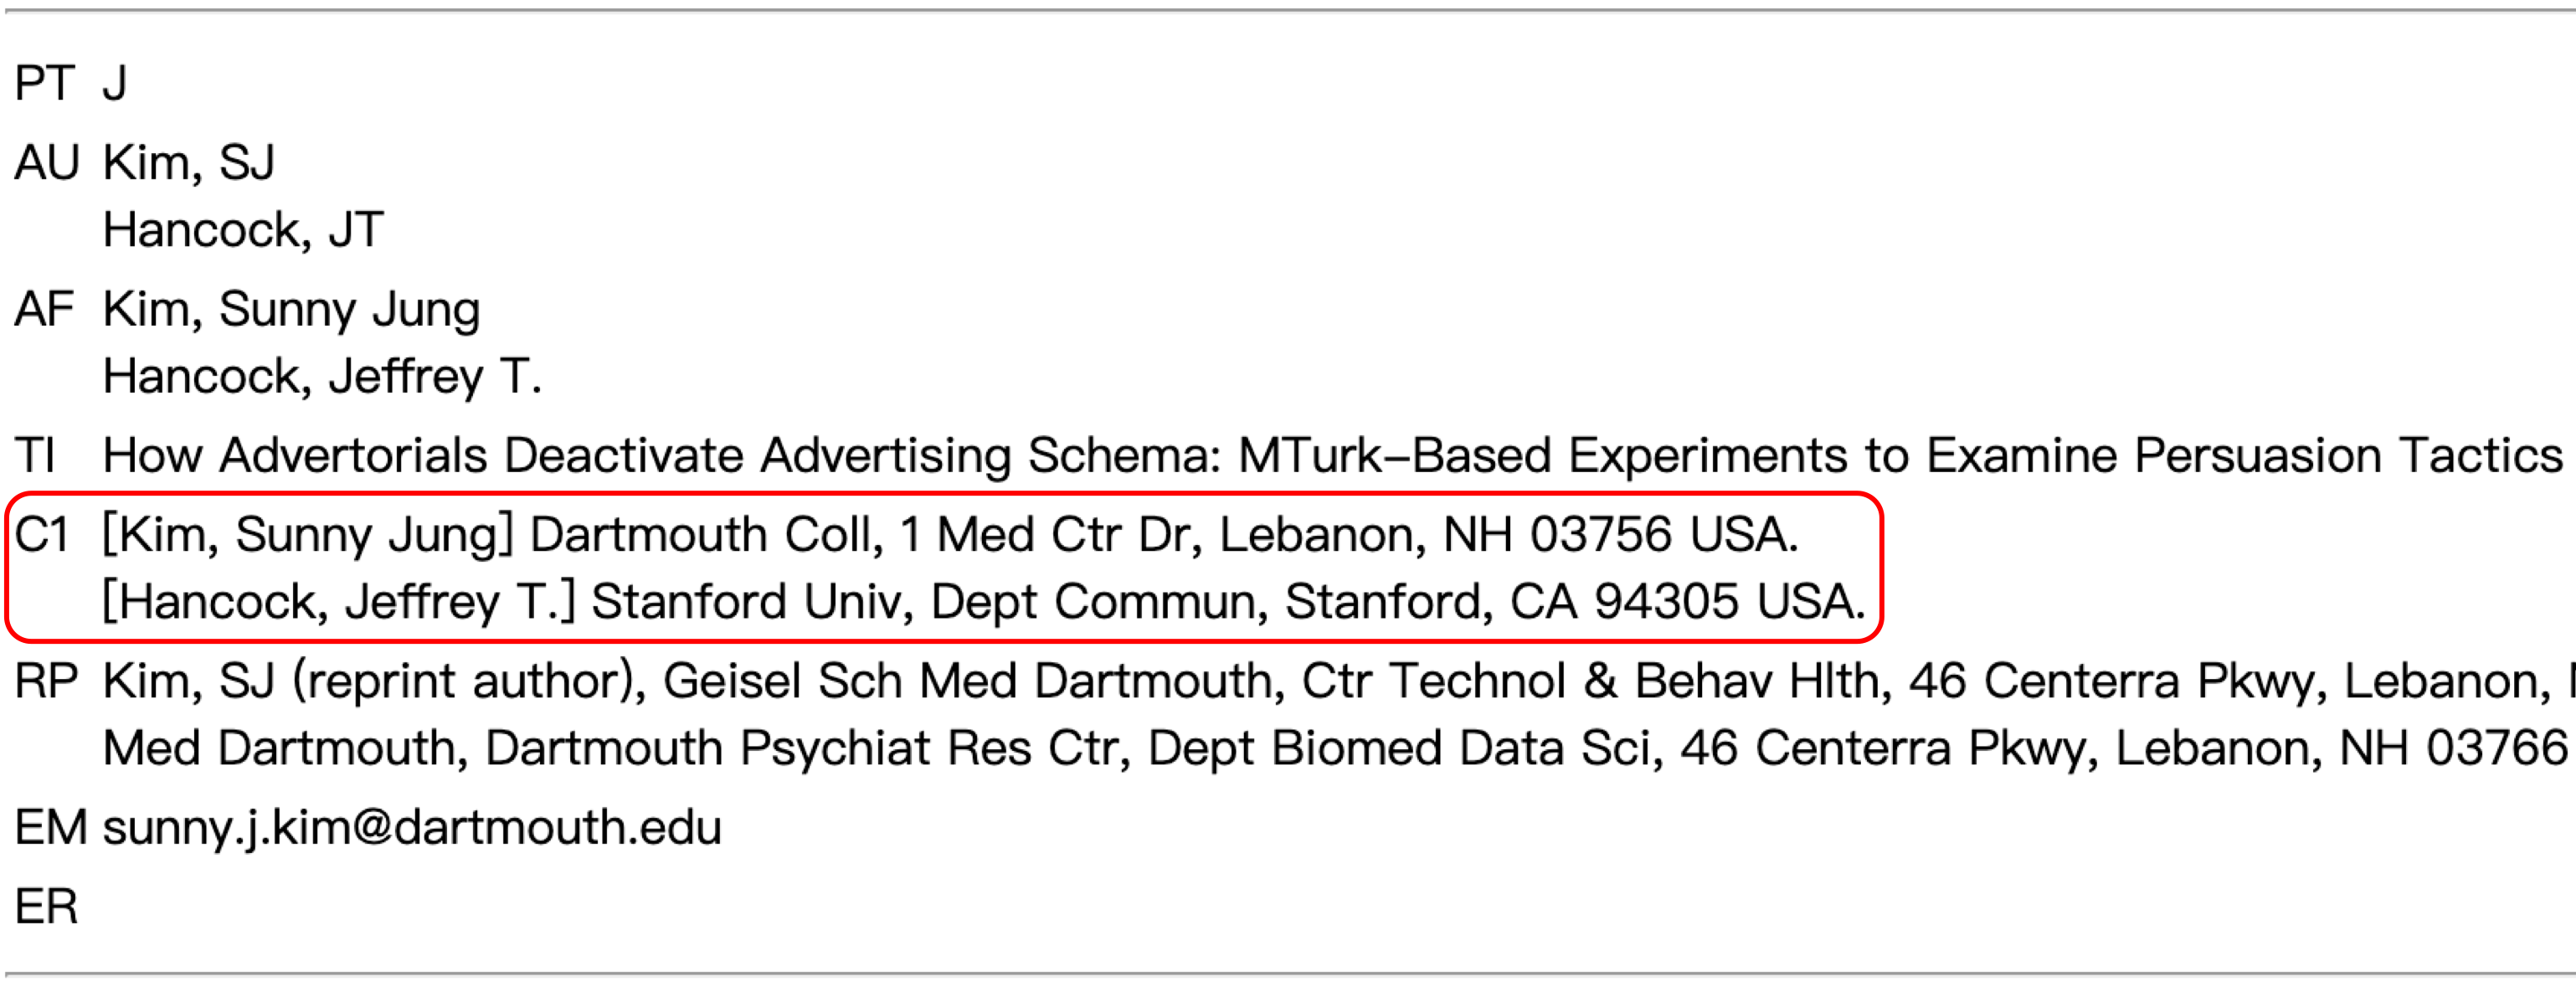 PT J
AU Kim, SJ
Hancock, JT
AF Kim, Sunny Jung
Hancock, Jeffrey T.
TI How Advertorials Deactivate Advertising Schema: MTurk–Based Experiments to Examine Persuasion Tactics
C1 [Kim, Sunny Jung] Dartmouth Coll, 1 Med Ctr Dr, Lebanon, NH 03756 USA.
[Hancock, Jeffrey T.] Stanford Univ, Dept Commun, Stanford, CA 94305 USA.
RP Kim, SJ (reprint author), Geisel Sch Med Dartmouth, Ctr Technol & Behav Hlth, 46 Centerra Pkwy, Lebanon,
Med Dartmouth, Dartmouth Psychiat Res Ctr, Dept Biomed Data Sci, 46 Centerra Pkwy, Lebanon, NH 03766
EM sunny.j.kim@dartmouth.edu
ER